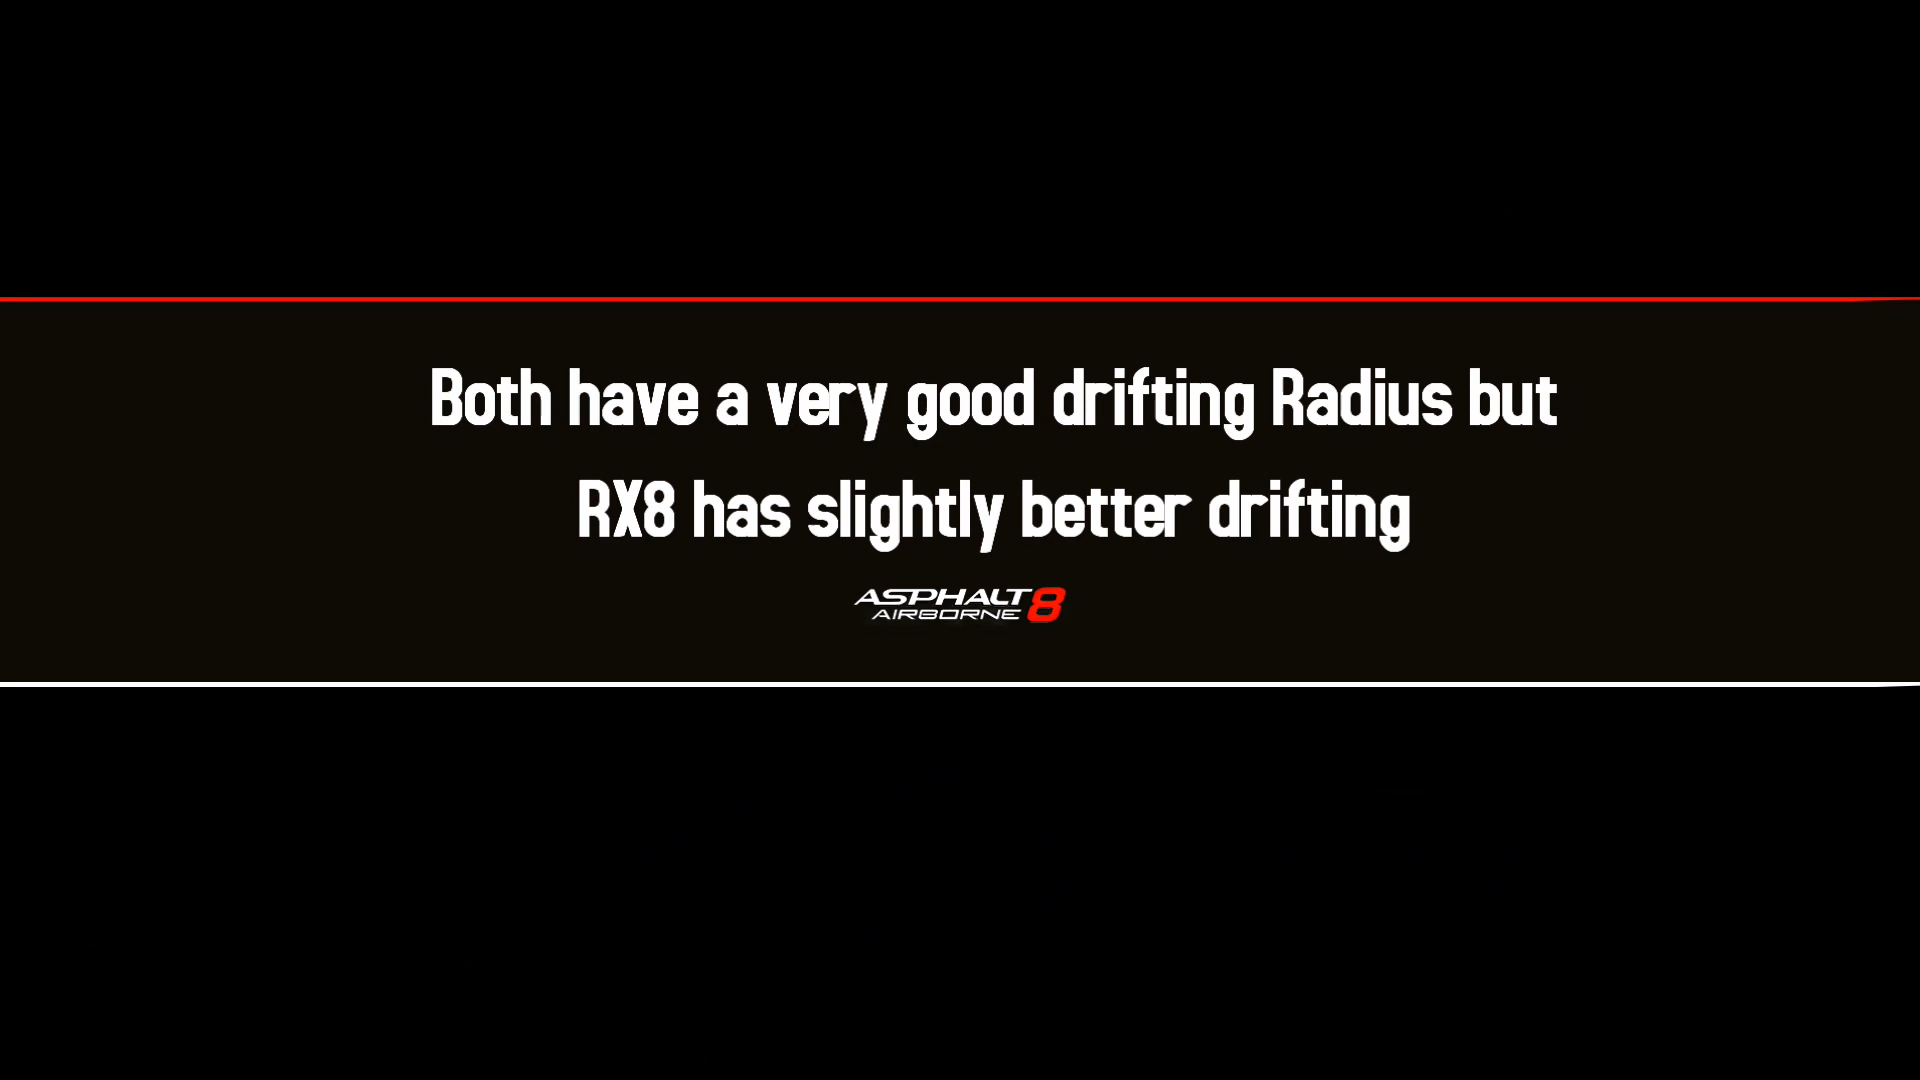 Both have a very good drifting Radius but
RX8 has slightly better drifting
ASPHALT 8
AIRBORNE